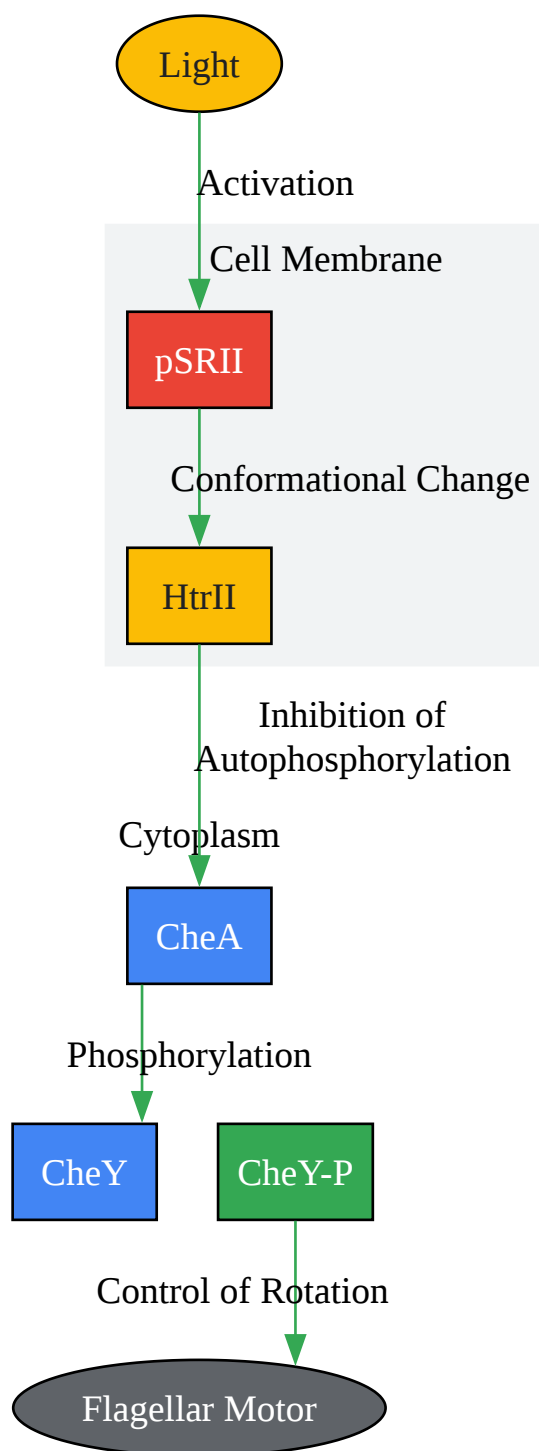 Light
Activation
Cell Membrane
pSRII
Conformational Change
HtrII
Inhibition of
Autophosphorylation
Cytoplasm
CheA
Phosphorylation
CheY
CheY-P
Control of Rotation
Flagellar Motor